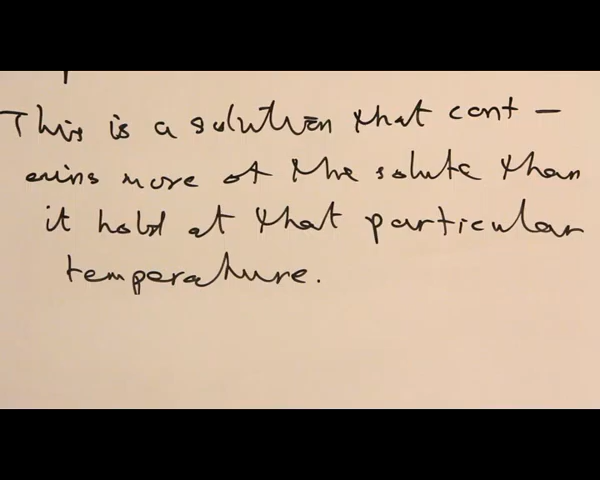 This is a solution that cont -
ains more of the solute than
it hold at that particular
temperature.